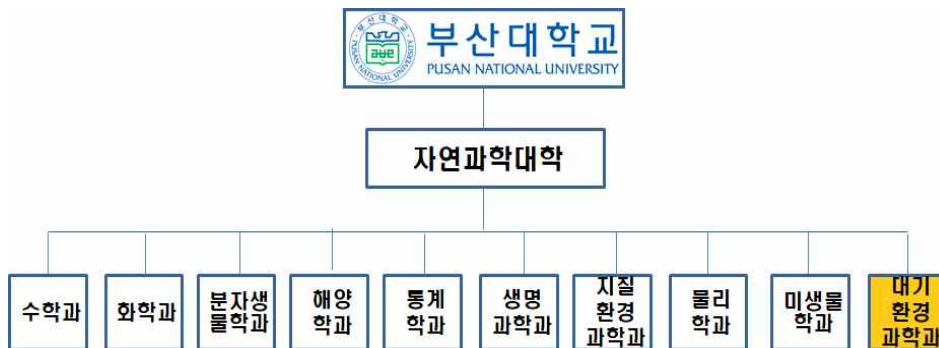 부산대학교
PUSAN NATIONAL UNIVERSITY
자연과학대학
수학과
화학과
분자생
물학과
해양
학과
통계
학과
생명
과학과
지질
환경
과학과
물리
학과
미생물
학과
대기
환경
과학과